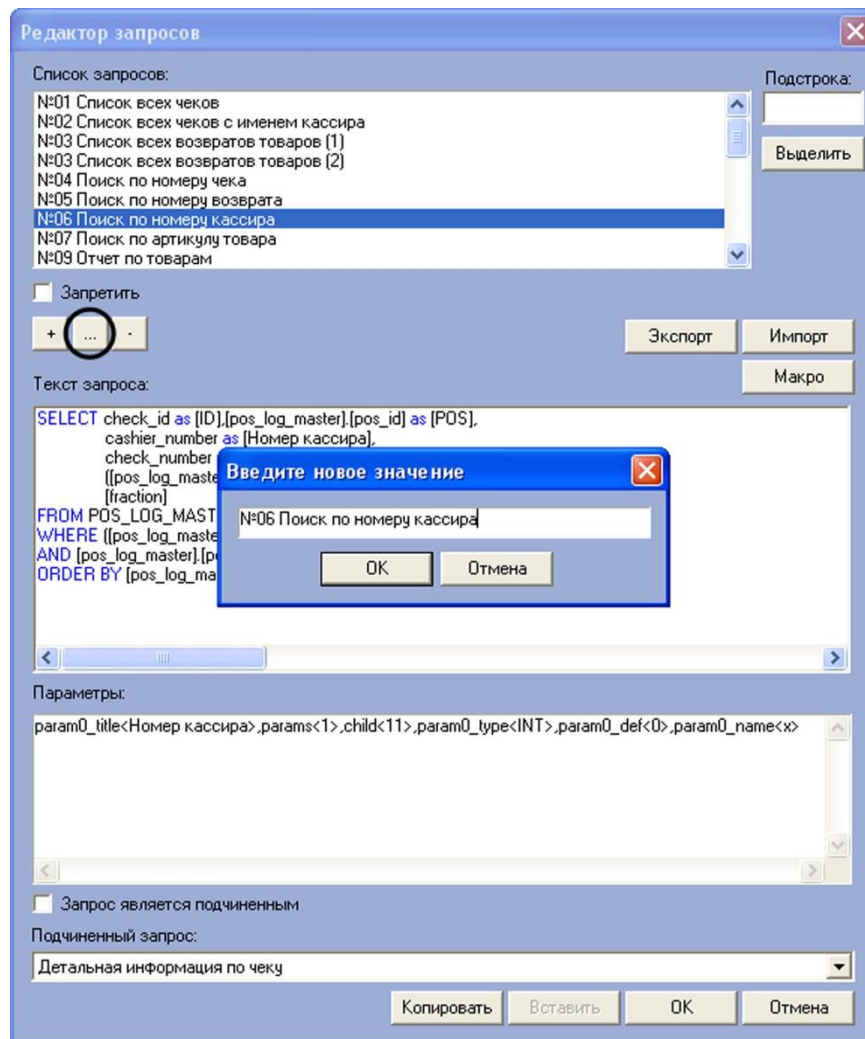 Редактор запросов
Список запросов:
Подстрока:
№01 Список всех чеков
№02 Список всех чеков с именем кассира
№03 Список всех возвратов товаров (1)
№03 Список всех возвратов товаров (2)
№04 Поиск по номеру чека
№05 Поиск по номеру возврата
№06 Поиск по номеру кассира
№07 Поиск по артикулу товара
№09 Отчет по товарам
Выделить
Запретить
+ ... -
Экспорт Импорт
Макро
Текст запроса:
SELECT check_id as [ID],[pos_log_master].[pos_id] as [POS],
cashier_number as [Номер кассира],
check_number
([pos_log_maste
[fraction]
FROM POS_LOG_MAST
WHERE ([pos_log_maste
AND [pos_log_master].[po
ORDER BY [pos_log_ma
Введите новое значение
№06 Поиск по номеру кассира
OK Отмена
Параметры:
param0_title<Номер кассира>,params<1>,child<11>,param0_type<INT>,param0_def<0>,param0_name<x>
Запрос является подчиненным
Подчиненный запрос:
Детальная информация по чеку
Копировать Вставить OK Отмена